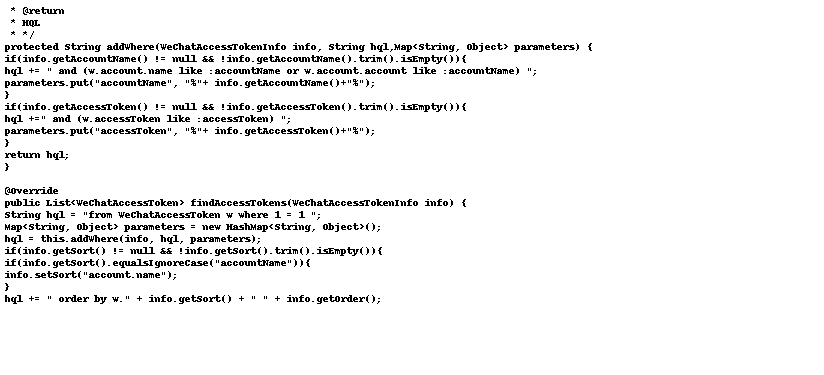 * @return
* HQL
* */
protected String addWhere(WeChatAccessTokenInfo info, String hql,Map<String, Object> parameters) {
if(info.getAccountName() != null && !info.getAccountName().trim().isEmpty()){
hql += " and (w.account.name like :accountName or w.account.account like :accountName) ";
parameters.put("accountName", "%"+ info.getAccountName()+"%");
}
if(info.getAccessToken() != null && !info.getAccessToken().trim().isEmpty()){
hql +=" and (w.accessToken like :accessToken) ";
parameters.put("accessToken", "%"+ info.getAccessToken()+"%");
}
return hql;
}
@Override
public List<WeChatAccessToken> findAccessTokens(WeChatAccessTokenInfo info) {
String hql = "from WeChatAccessToken w where 1 = 1 ";
Map<String, Object> parameters = new HashMap<String, Object>();
hql = this.addWhere(info, hql, parameters);
if(info.getSort() != null && !info.getSort().trim().isEmpty()){
if(info.getSort().equalsIgnoreCase("accountName")){
info.setSort("account.name");
}
hql += " order by w." + info.getSort() + " " + info.getOrder();